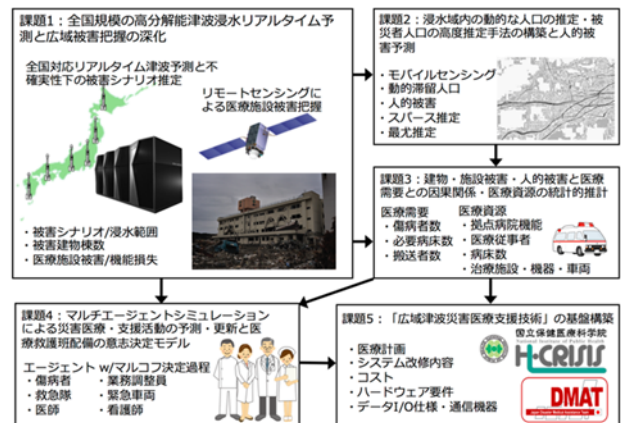 課題1：全国規模の高分解能津波浸水リアルタイム予
測と広域被害把握の深化
全国対応リアルタイム津波予測と不
確実性下の被害シナリオ推定
リモートセンシング
による医療施設被害把握
・被害シナリオ/浸水範囲
・被害建物棟数
・医療施設被害/機能損失
課題2：浸水域内の動的な人口の推定・被
災者人口の高度推定手法の構築と人的被
害予測
・モバイルセンシング
・動的滞留人口
・人的被害
・スパース推定
・最尤推定
課題3：建物・施設被害・人的被害と医療
需要との因果関係・医療資源の統計的推計
医療需要
・傷病者数
・必要病床数
・搬送者数
医療資源
・拠点病院機能
・医療従事者
・病床数
・治療施設・機器・車両
課題4：マルチエージェントシミュレーション
による災害医療・支援活動の予測・更新と医
療救護班配備の意志決定モデル
エージェント w/マルコフ決定過程
・傷病者
・救急隊
・医師
・業務調整員
・緊急車両
・看護師
課題5：「広域津波災害医療支援技術」の基盤構築
・医療計画
・システム改修内容
・コスト
・ハードウェア要件
・データI/O仕様・通信機器
国立保健医療科学院
National Institute of Public Health
H-CRISIS
DMAT
Japan Disaster Medical Assistance Team